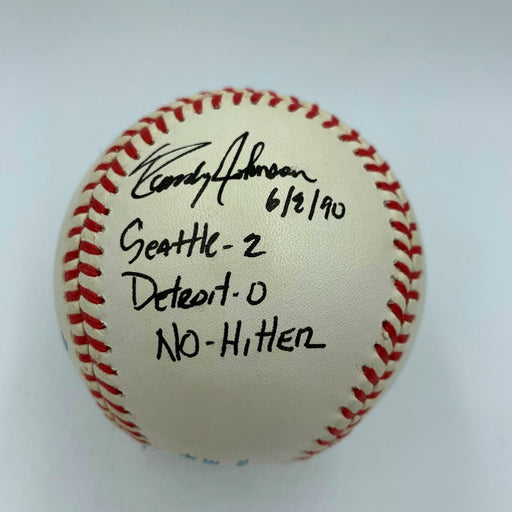 Randy Johnson
6/2/90
Seattle - 2
Detroit - 0
NO-HITTER